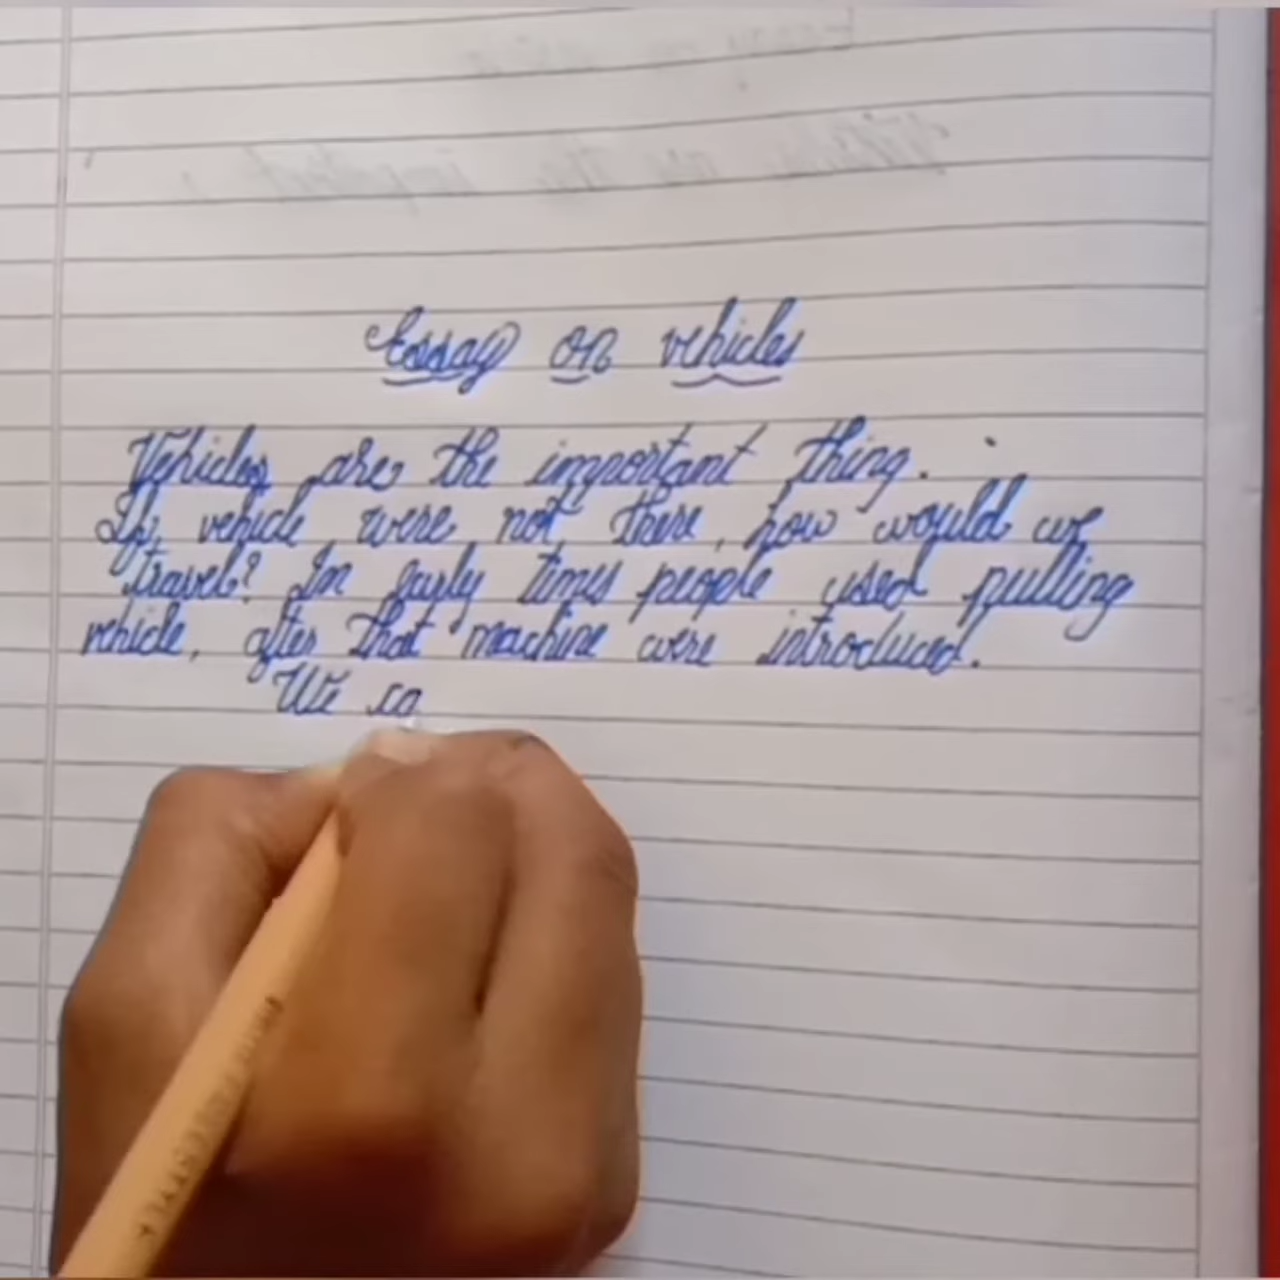 Essay on vehicles
Vehicles are the important thing.
If vehicle were not there, how would we
travel? In early times people used pulling
vehicle, after that machine were introduced.
We ca